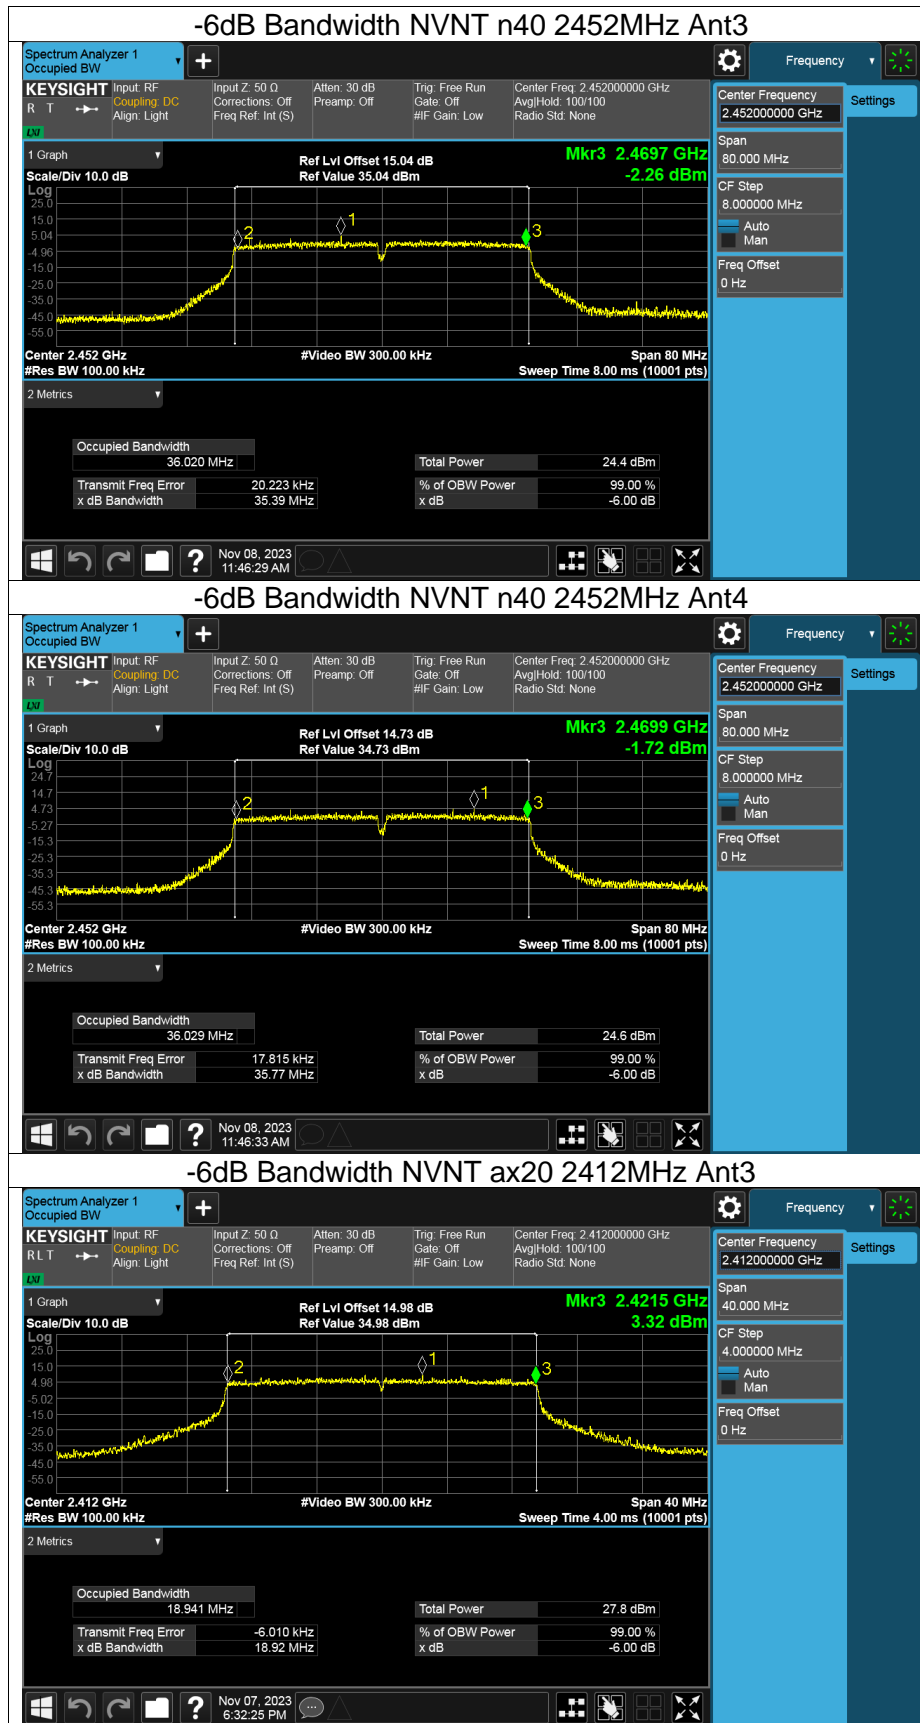 -6dB Bandwidth NVNT n40 2452MHz Ant3
Spectrum Analyzer 1
Occupied BW
Frequency
KEYSIGHT
R T
LXI
Input: RF
Coupling: DC
Align: Light
Input Z: 50 Ω
Corrections: Off
Freq Ref: Int (S)
Atten: 30 dB
Preamp: Off
Trig: Free Run
Gate: Off
#IF Gain: Low
Center Freq: 2.452000000 GHz
Avg|Hold: 100/100
Radio Std: None
Center Frequency
2.452000000 GHz
Settings
Span
80.000 MHz
CF Step
8.000000 MHz
Auto
Man
Freq Offset
0 Hz
1 Graph
Scale/Div 10.0 dB
Ref Lvl Offset 15.04 dB
Ref Value 35.04 dBm
Mkr3 2.4697 GHz
-2.26 dBm
Log
25.0
15.0
5.04
-4.96
-15.0
-25.0
-35.0
-45.0
-55.0
2
1
3
Center 2.452 GHz
#Video BW 300.00 kHz
Span 80 MHz
#Res BW 100.00 kHz
Sweep Time 8.00 ms (10001 pts)
2 Metrics
Occupied Bandwidth
36.020 MHz
Total Power 24.4 dBm
Transmit Freq Error 20.223 kHz
% of OBW Power 99.00 %
x dB Bandwidth 35.39 MHz
x dB -6.00 dB
?
Nov 08, 2023
11:46:29 AM
-6dB Bandwidth NVNT n40 2452MHz Ant4
Spectrum Analyzer 1
Occupied BW
Frequency
KEYSIGHT
R T
LXI
Input: RF
Coupling: DC
Align: Light
Input Z: 50 Ω
Corrections: Off
Freq Ref: Int (S)
Atten: 30 dB
Preamp: Off
Trig: Free Run
Gate: Off
#IF Gain: Low
Center Freq: 2.452000000 GHz
Avg|Hold: 100/100
Radio Std: None
Center Frequency
2.452000000 GHz
Settings
Span
80.000 MHz
CF Step
8.000000 MHz
Auto
Man
Freq Offset
0 Hz
1 Graph
Scale/Div 10.0 dB
Ref Lvl Offset 14.73 dB
Ref Value 34.73 dBm
Mkr3 2.4699 GHz
-1.72 dBm
Log
24.7
14.7
4.73
-5.27
-15.3
-25.3
-35.3
-45.3
-55.3
2
1
3
Center 2.452 GHz
#Video BW 300.00 kHz
Span 80 MHz
#Res BW 100.00 kHz
Sweep Time 8.00 ms (10001 pts)
2 Metrics
Occupied Bandwidth
36.029 MHz
Total Power 24.6 dBm
Transmit Freq Error 17.815 kHz
% of OBW Power 99.00 %
x dB Bandwidth 35.77 MHz
x dB -6.00 dB
?
Nov 08, 2023
11:46:33 AM
-6dB Bandwidth NVNT ax20 2412MHz Ant3
Spectrum Analyzer 1
Occupied BW
Frequency
KEYSIGHT
R L T
LXI
Input: RF
Coupling: DC
Align: Light
Input Z: 50 Ω
Corrections: Off
Freq Ref: Int (S)
Atten: 30 dB
Preamp: Off
Trig: Free Run
Gate: Off
#IF Gain: Low
Center Freq: 2.412000000 GHz
Avg|Hold: 100/100
Radio Std: None
Center Frequency
2.412000000 GHz
Settings
Span
40.000 MHz
CF Step
4.000000 MHz
Auto
Man
Freq Offset
0 Hz
1 Graph
Scale/Div 10.0 dB
Ref Lvl Offset 14.98 dB
Ref Value 34.98 dBm
Mkr3 2.4215 GHz
3.32 dBm
Log
25.0
15.0
4.98
-5.02
-15.0
-25.0
-35.0
-45.0
-55.0
2
1
3
Center 2.412 GHz
#Video BW 300.00 kHz
Span 40 MHz
#Res BW 100.00 kHz
Sweep Time 4.00 ms (10001 pts)
2 Metrics
Occupied Bandwidth
18.941 MHz
Total Power 27.8 dBm
Transmit Freq Error -6.010 kHz
% of OBW Power 99.00 %
x dB Bandwidth 18.92 MHz
x dB -6.00 dB
?
Nov 07, 2023
6:32:25 PM